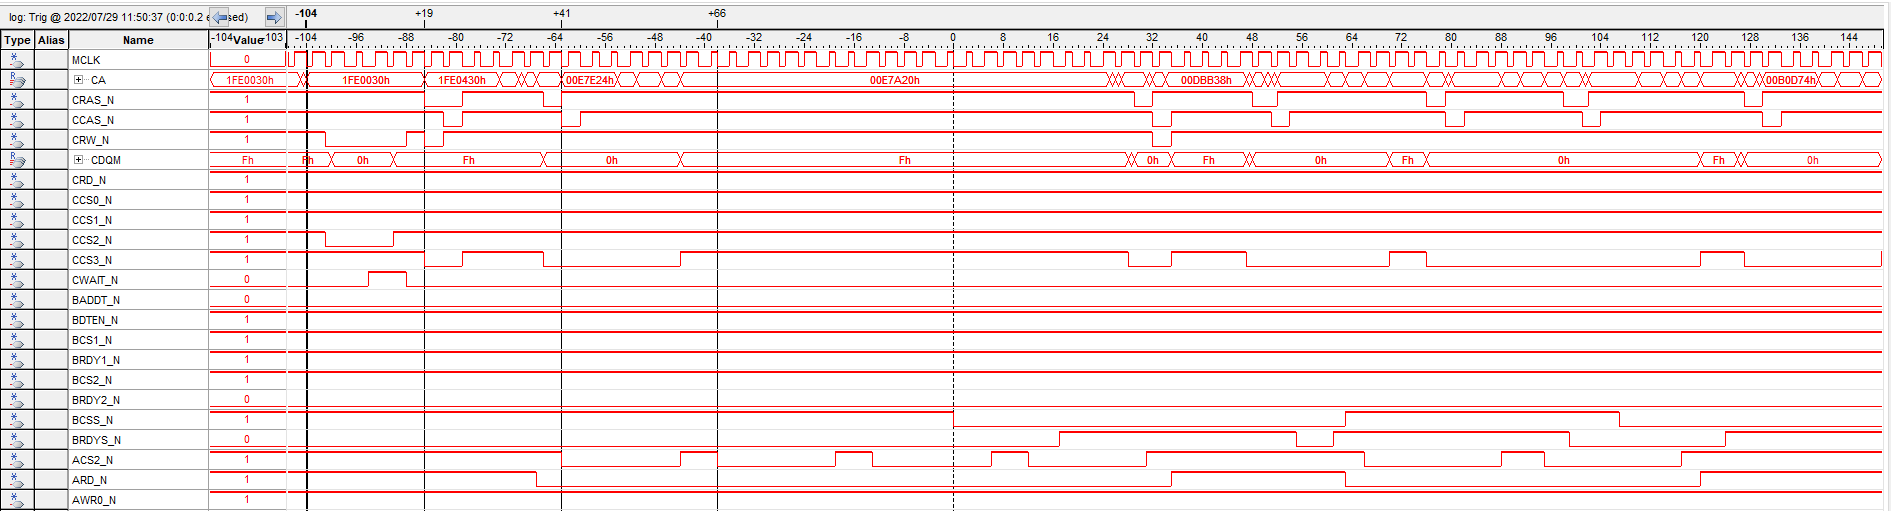 log: Trig @ 2022/07/29 11:50:37 (0:0:0.2 e sed) -104 +19 +41 +66
Type Alias Name -104 Value -103 -104 -96 -88 -80 -72 -64 -56 -48 -40 -32 -24 -16 -8 0 8 16 24 32 40 48 56 64 72 80 88 96 104 112 120 128 136 144
MCLK 0
CA 1FE0030h 1FE0030h 1FE0430h 00E7E24h 00E7A20h 00DBB38h 00B0D74h
CRAS_N 1
CCAS_N 1
CRW_N 1
CDQM Fh Fh 0h Fh 0h Fh 0h Fh 0h Fh 0h Fh 0h
CRD_N 1
CCS0_N 1
CCS1_N 1
CCS2_N 1
CCS3_N 1
CWAIT_N 0
BADDT_N 0
BDTEN_N 1
BCS1_N 1
BRDY1_N 1
BCS2_N 1
BRDY2_N 0
BCSS_N 1
BRDYS_N 0
ACS2_N 1
ARD_N 1
AWR0_N 1